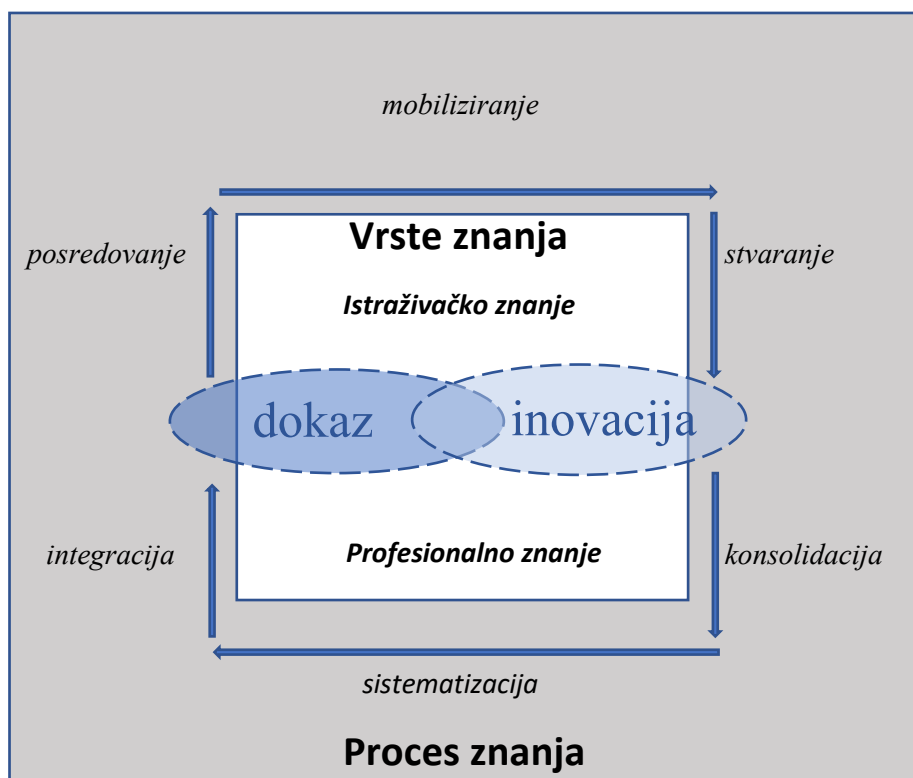 mobiliziranje
Vrste znanja
posredovanje
stvaranje
Istraživačko znanje
dokaz
inovacija
integracija
Profesionalno znanje
konsolidacija
sistematizacija
Proces znanja